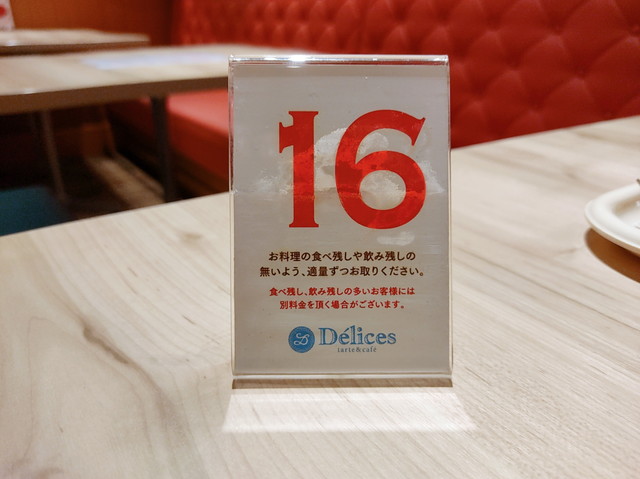 16
お料理の食べ残しや飲み残しの
無いよう、適量ずつお取りください。
食べ残し、飲み残しの多いお客様には
別料金を頂く場合がございます。
Délices
tarte&café